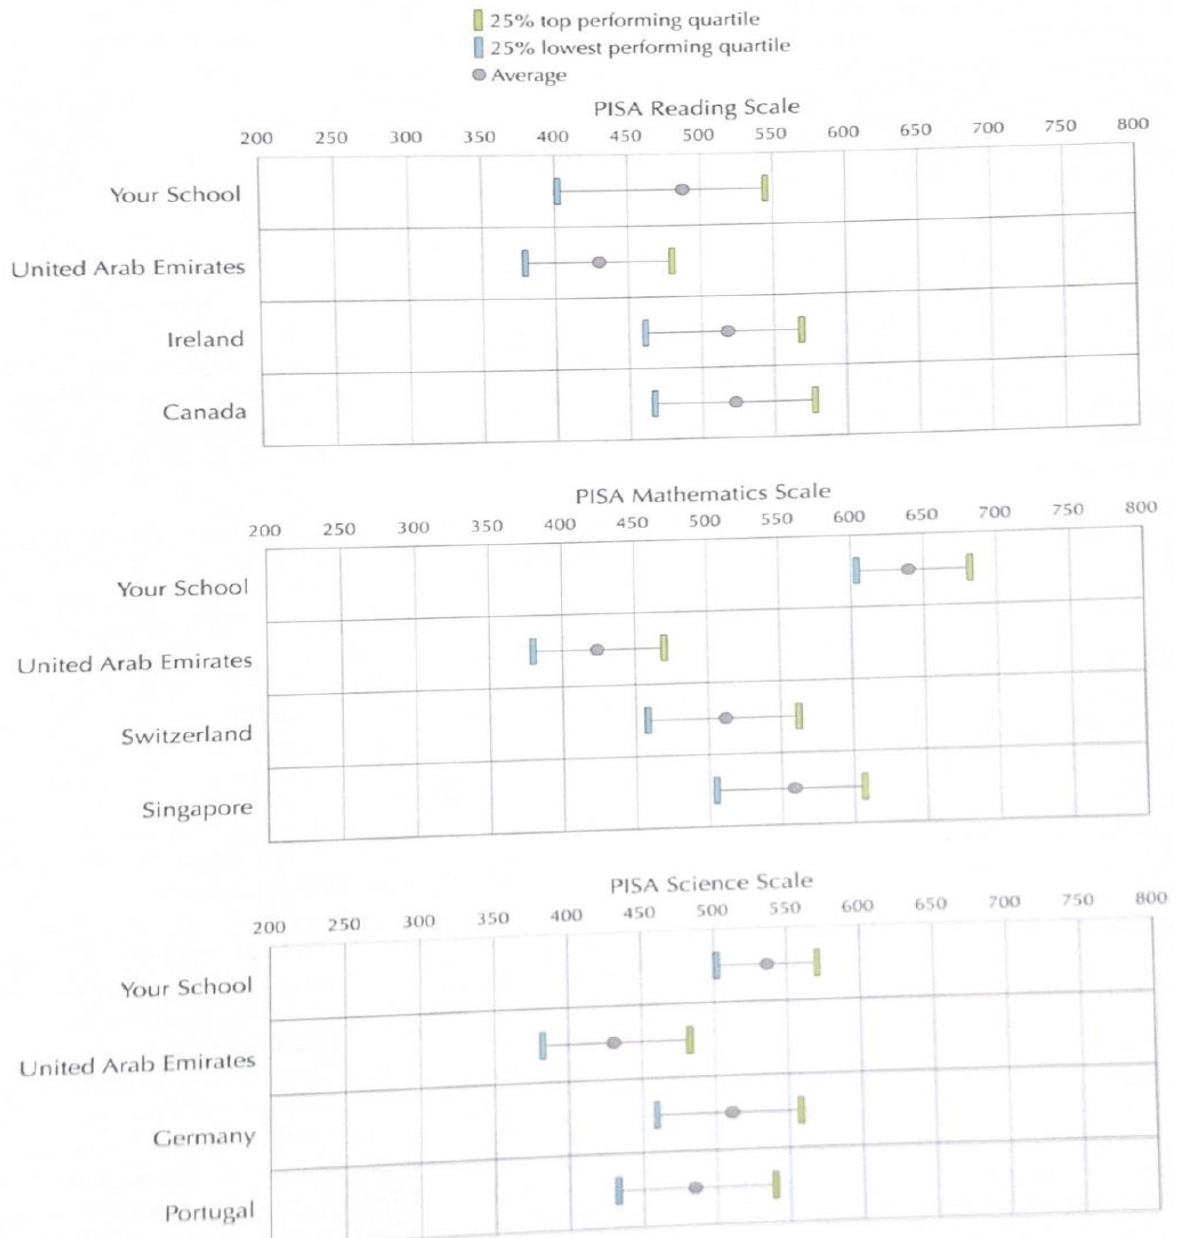 25% top performing quartile
25% lowest performing quartile
Average
PISA Reading Scale
200 250 300 350 400 450 500 550 600 650 700 750 800
Your School
United Arab Emirates
Ireland
Canada
PISA Mathematics Scale
200 250 300 350 400 450 500 550 600 650 700 750 800
Your School
United Arab Emirates
Switzerland
Singapore
PISA Science Scale
200 250 300 350 400 450 500 550 600 650 700 750 800
Your School
United Arab Emirates
Germany
Portugal